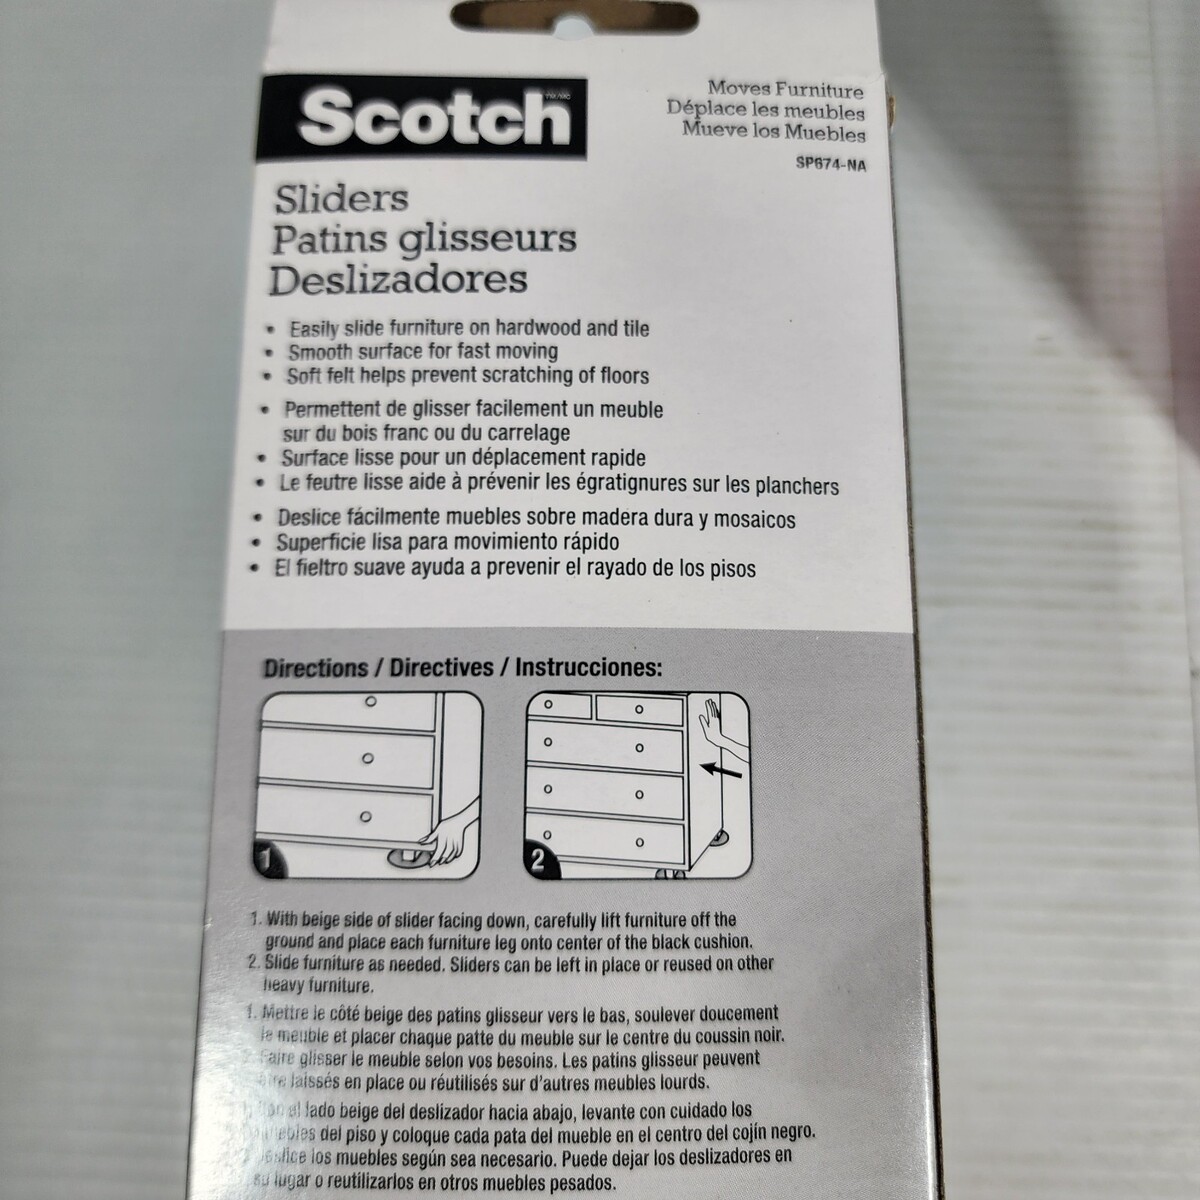 Scotch™/MC
Moves Furniture
Déplace les meubles
Mueve los Muebles
SP674-NA
Sliders
Patins glisseurs
Deslizadores
• Easily slide furniture on hardwood and tile
• Smooth surface for fast moving
• Soft felt helps prevent scratching of floors
• Permettent de glisser facilement un meuble
sur du bois franc ou du carrelage
• Surface lisse pour un déplacement rapide
• Le feutre lisse aide à prévenir les égratignures sur les planchers
• Deslice fácilmente muebles sobre madera dura y mosaicos
• Superficie lisa para movimiento rápido
• El fieltro suave ayuda a prevenir el rayado de los pisos
Directions / Directives / Instrucciones:
1
2
1. With beige side of slider facing down, carefully lift furniture off the
ground and place each furniture leg onto center of the black cushion.
2. Slide furniture as needed. Sliders can be left in place or reused on other
heavy furniture.
1. Mettre le côté beige des patins glisseur vers le bas, soulever doucement
le meuble et placer chaque patte du meuble sur le centre du coussin noir.
2. Faire glisser le meuble selon vos besoins. Les patins glisseur peuvent
laissés en place ou réutilisés sur d'autres meubles lourds.
el lado beige del deslizador hacia abajo, levante con cuidado los
muebles del piso y coloque cada pata del mueble en el centro del cojín negro.
Deslice los muebles según sea necesario. Puede dejar los deslizadores en
su lugar o reutilizarlos en otros muebles pesados.